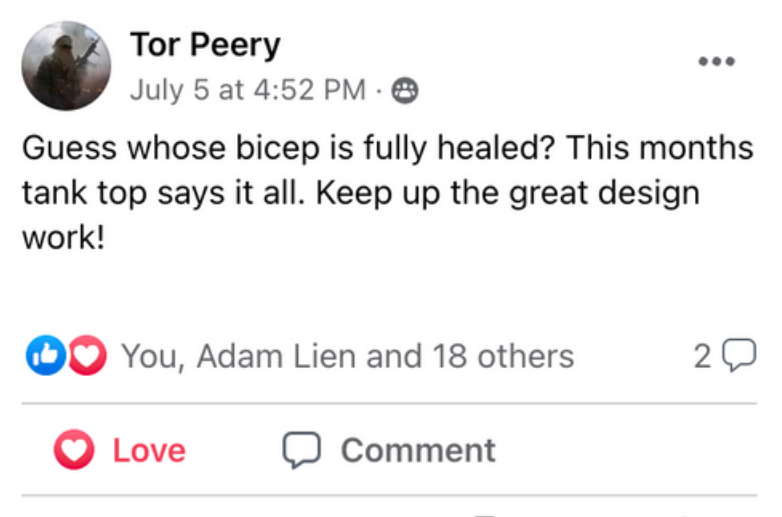 Tor Peery
July 5 at 4:52 PM ·
Guess whose bicep is fully healed? This months
tank top says it all. Keep up the great design
work!
You, Adam Lien and 18 others 2
Love Comment